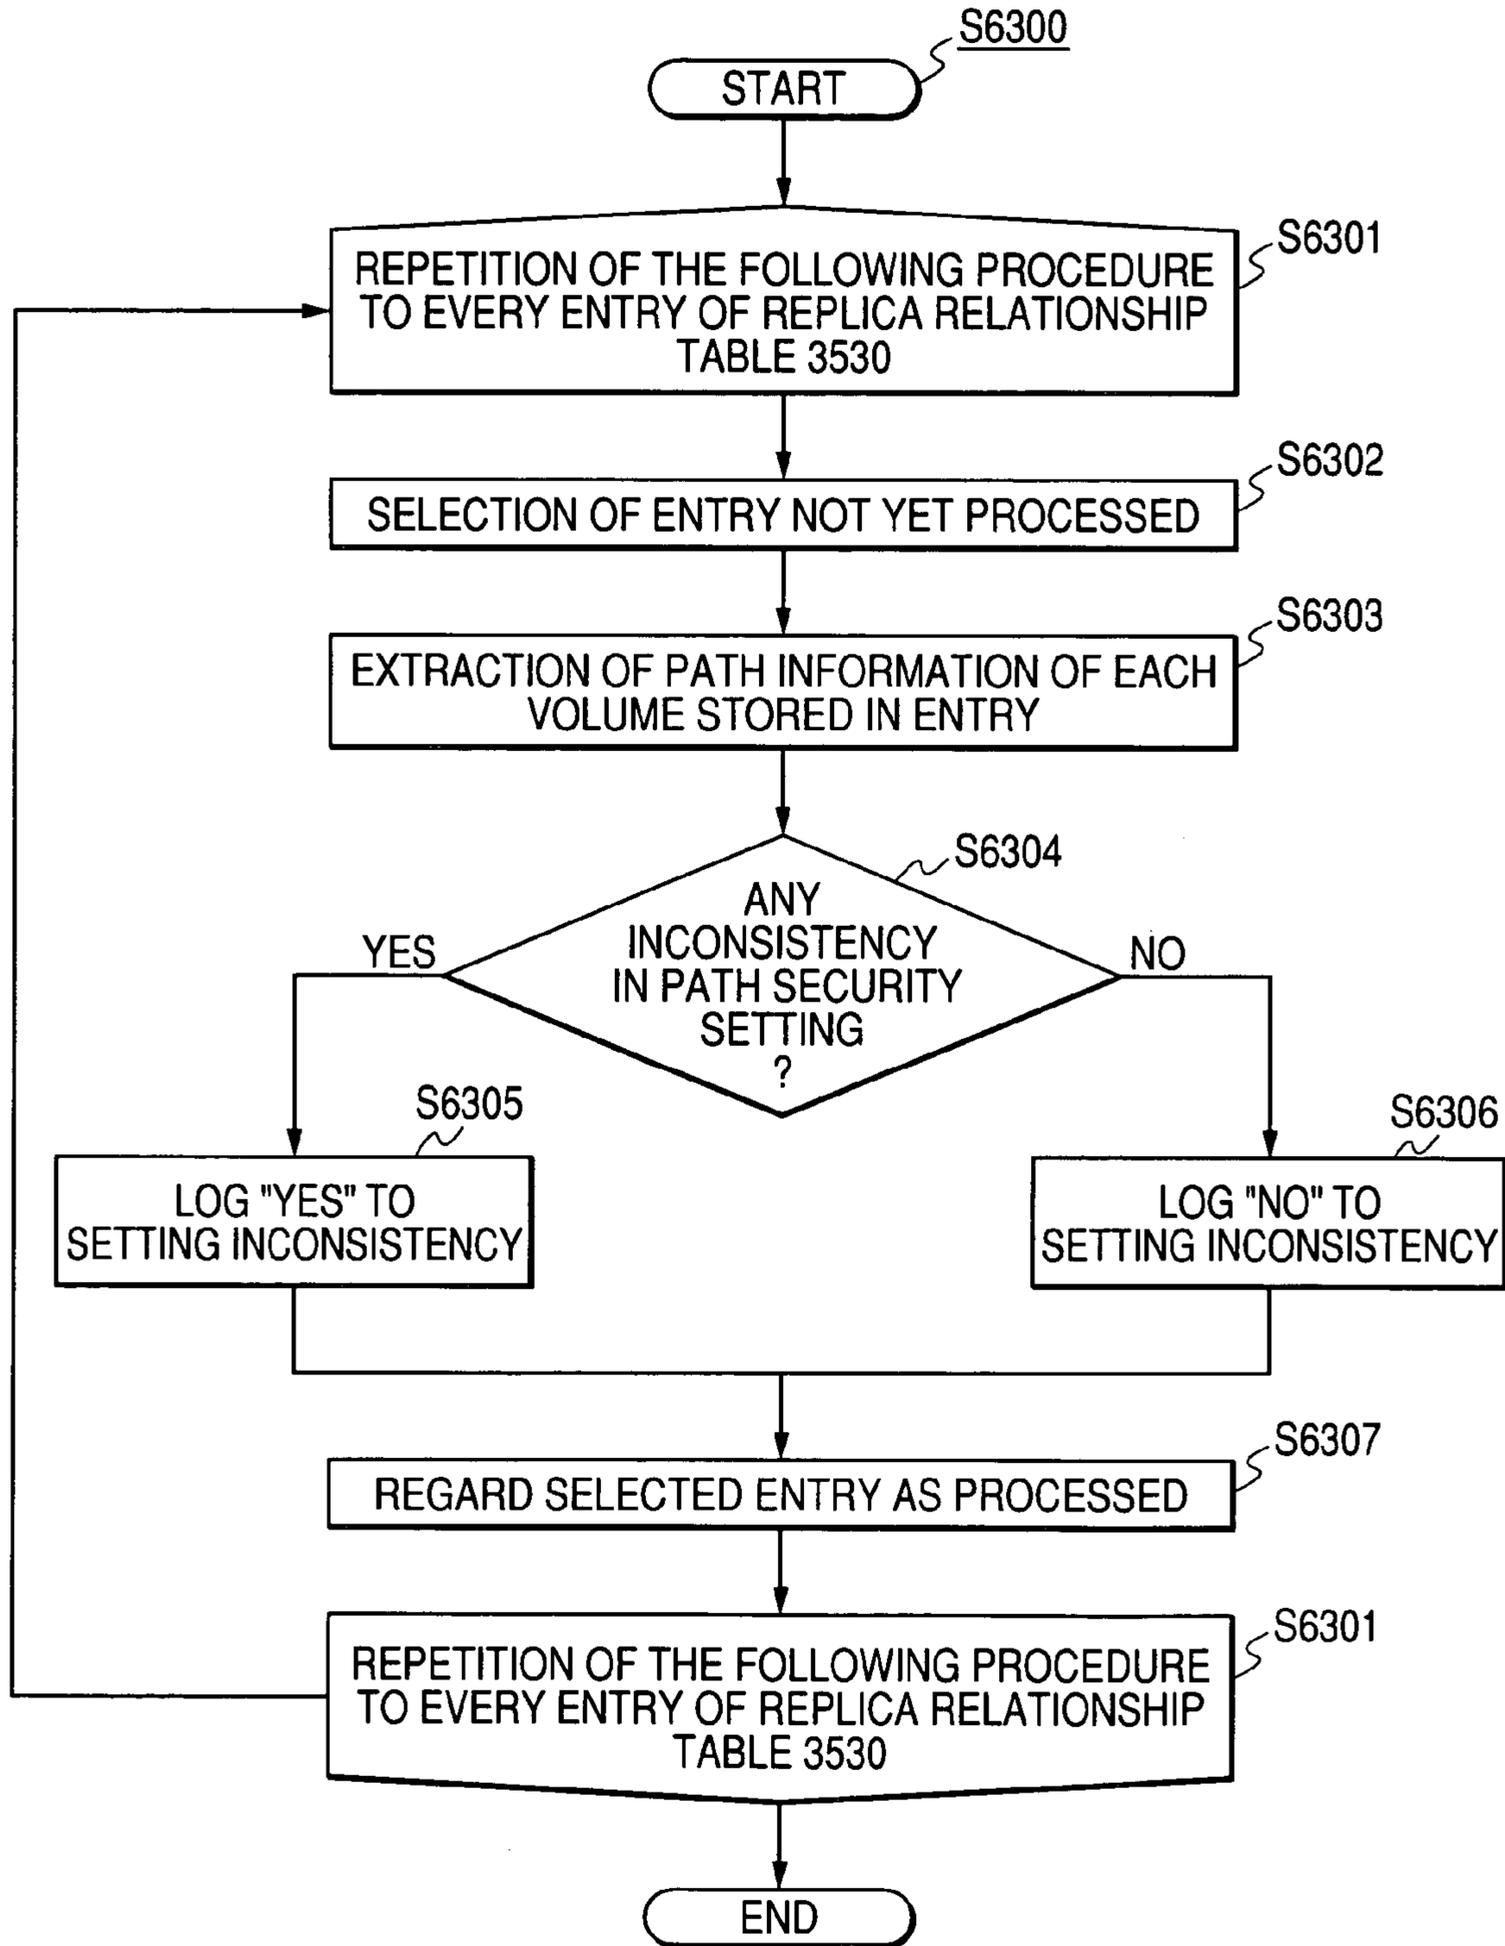 S6300
START
S6301
REPETITION OF THE FOLLOWING PROCEDURE
TO EVERY ENTRY OF REPLICA RELATIONSHIP
TABLE 3530
S6302
SELECTION OF ENTRY NOT YET PROCESSED
S6303
EXTRACTION OF PATH INFORMATION OF EACH
VOLUME STORED IN ENTRY
S6304
ANY
INCONSISTENCY
IN PATH SECURITY
SETTING
?
YES
NO
S6305
LOG "YES" TO
SETTING INCONSISTENCY
S6306
LOG "NO" TO
SETTING INCONSISTENCY
S6307
REGARD SELECTED ENTRY AS PROCESSED
S6301
REPETITION OF THE FOLLOWING PROCEDURE
TO EVERY ENTRY OF REPLICA RELATIONSHIP
TABLE 3530
END